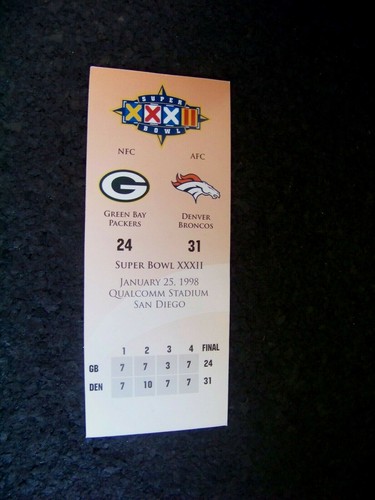 SUPER
XXXII
BOWL
NFC AFC
G
GREEN BAY DENVER
PACKERS BRONCOS
24 31
SUPER BOWL XXXII
JANUARY 25, 1998
QUALCOMM STADIUM
SAN DIEGO
1 2 3 4 FINAL
GB 7 7 3 7 24
DEN 7 10 7 7 31